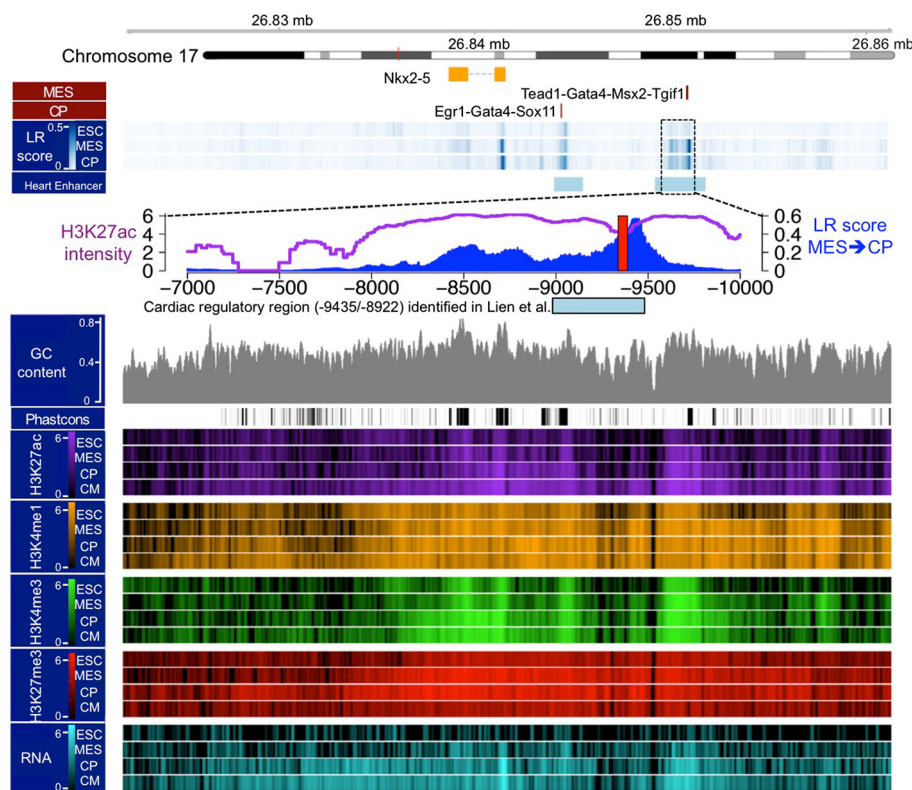 26.83 mb
26.85 mb
Chromosome 17
26.84 mb
26.86 mb
Nkx2-5
MES
Tead1-Gata4-Msx2-Tgif1
CP
Egr1-Gata4-Sox11
LR score
0.5
0
ESC
MES
CP
Heart Enhancer
H3K27ac intensity
6
4
2
0
0.6
0.4
0.2
0
LR score
MES➔CP
-7000
-7500
-8000
-8500
-9000
-9500
-10000
Cardiac regulatory region (-9435/-8922) identified in Lien et al.
GC content
0.8
0.4
0
Phastcons
H3K27ac
6
0
ESC
MES
CP
CM
H3K4me1
6
0
ESC
MES
CP
CM
H3K4me3
6
0
ESC
MES
CP
CM
H3K27me3
6
0
ESC
MES
CP
CM
RNA
6
0
ESC
MES
CP
CM